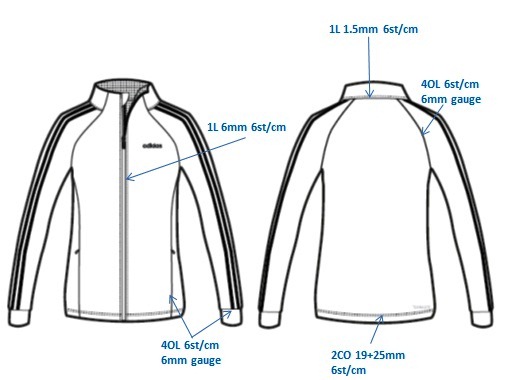 1L 1.5mm 6st/cm
4OL 6st/cm
6mm gauge
1L 6mm 6st/cm
adidas
4OL 6st/cm
6mm gauge
2CO 19+25mm
6st/cm